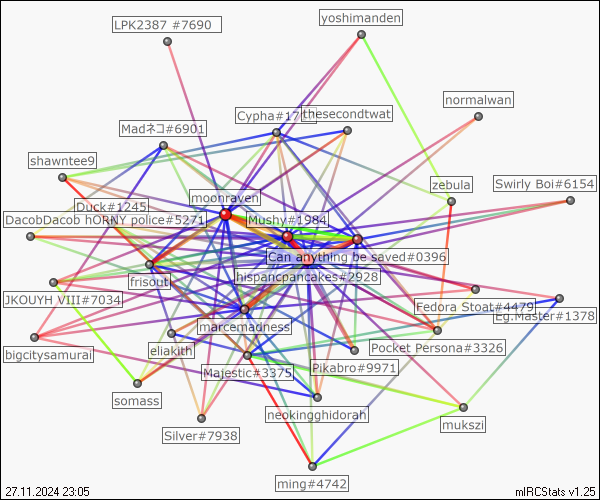 LPK2387 #7690
yoshimanden
normalwan
Cypha#17
thesecondtwat
Madネコ#6901
shawntee9
zebula
Swirly Boi#6154
moonraven
Duck#1245
DacobDacob hORNY police#5271
Mushy#1984
Can anything be saved#0396
hispanicpancakes#2928
frisout
JKOUYH VIII#7034
Fedora Stoat#4479
Eg.Master#1378
marcemadness
bigcitysamurai
eliakith
Pocket Persona#3326
Majestic#3375
Pikabro#9971
somass
neokingghidorah
mukszi
Silver#7938
ming#4742
27.11.2024 23:05
mIRCStats v1.25